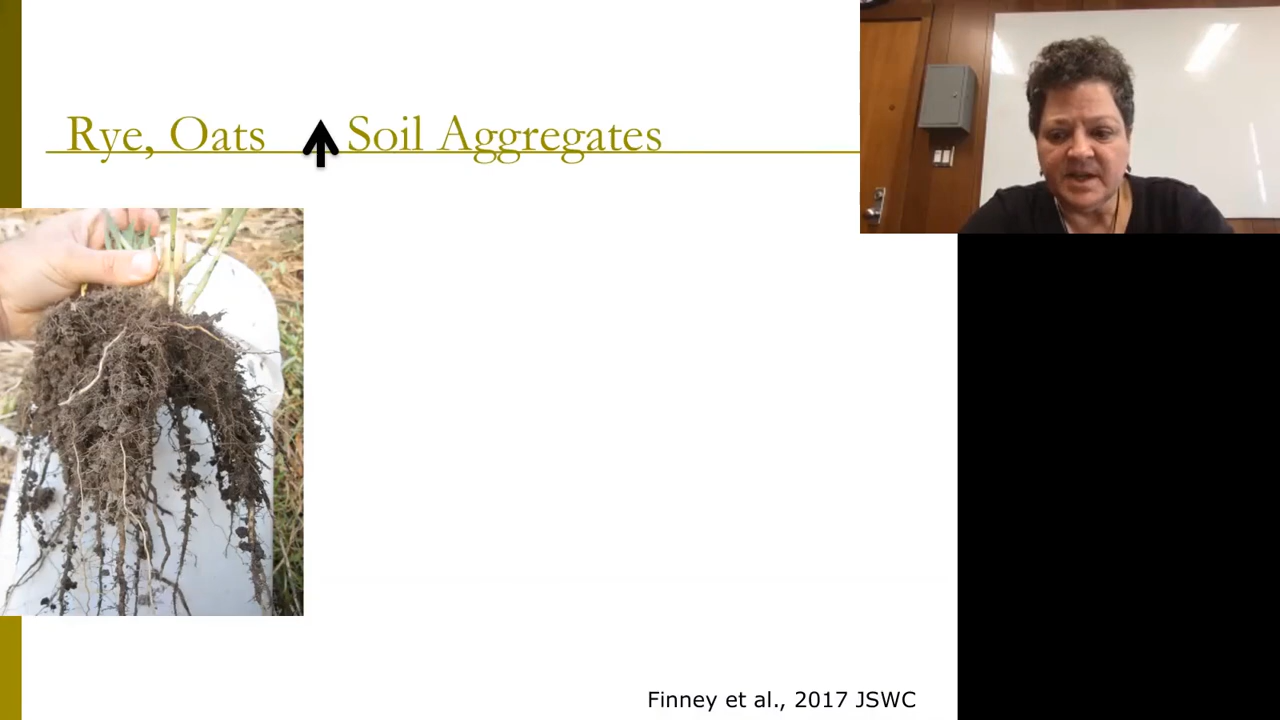 Rye, Oats ↑ Soil Aggregates
Finney et al., 2017 JSWC